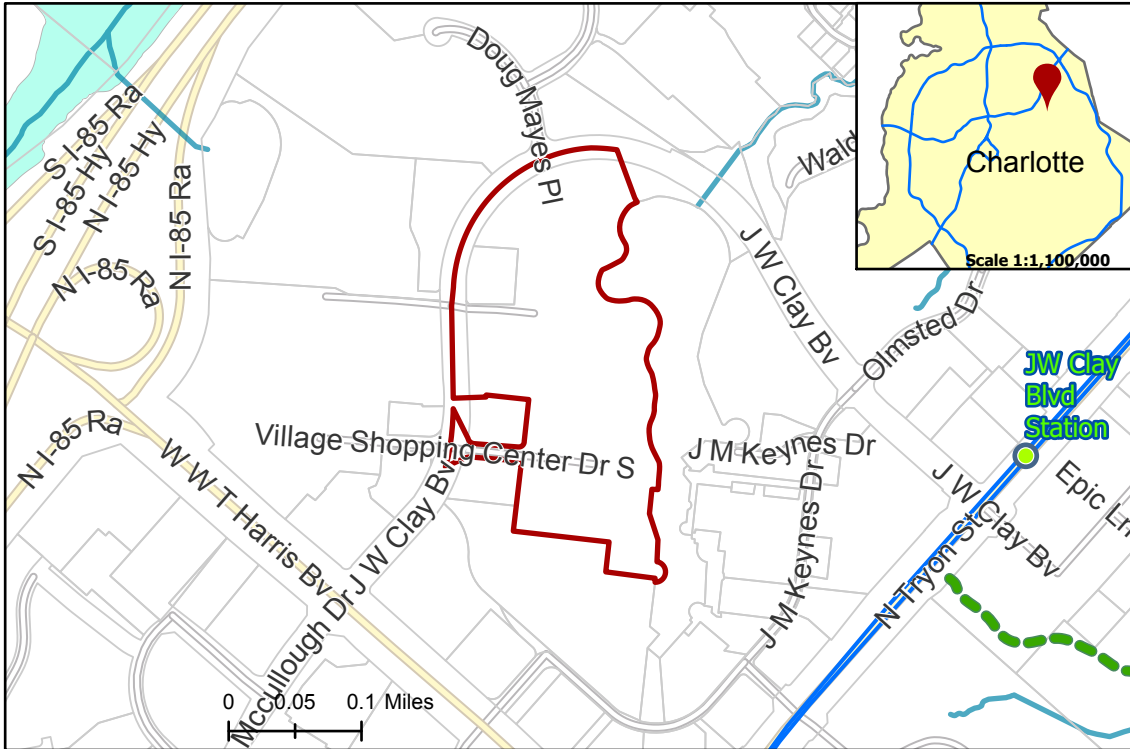 Doug Mayes Pl
S I-85 Ra
S I-85 Hy
N I-85 Hy
N I-85 Ra
N I-85 Ra
N I-85 Ra
Charlotte
Scale 1:1,100,000
J W Clay Bv
Olmsted Dr
JW Clay
Blvd
Station
Village Shopping Center Dr S
J M Keynes Dr
J M Keynes Dr
J M Keynes Dr
W W T Harris Bv
J W Clay Bv
Mccullough Dr
N Tryon St
J W Clay Bv
Epic Ln
0 0.05 0.1 Miles